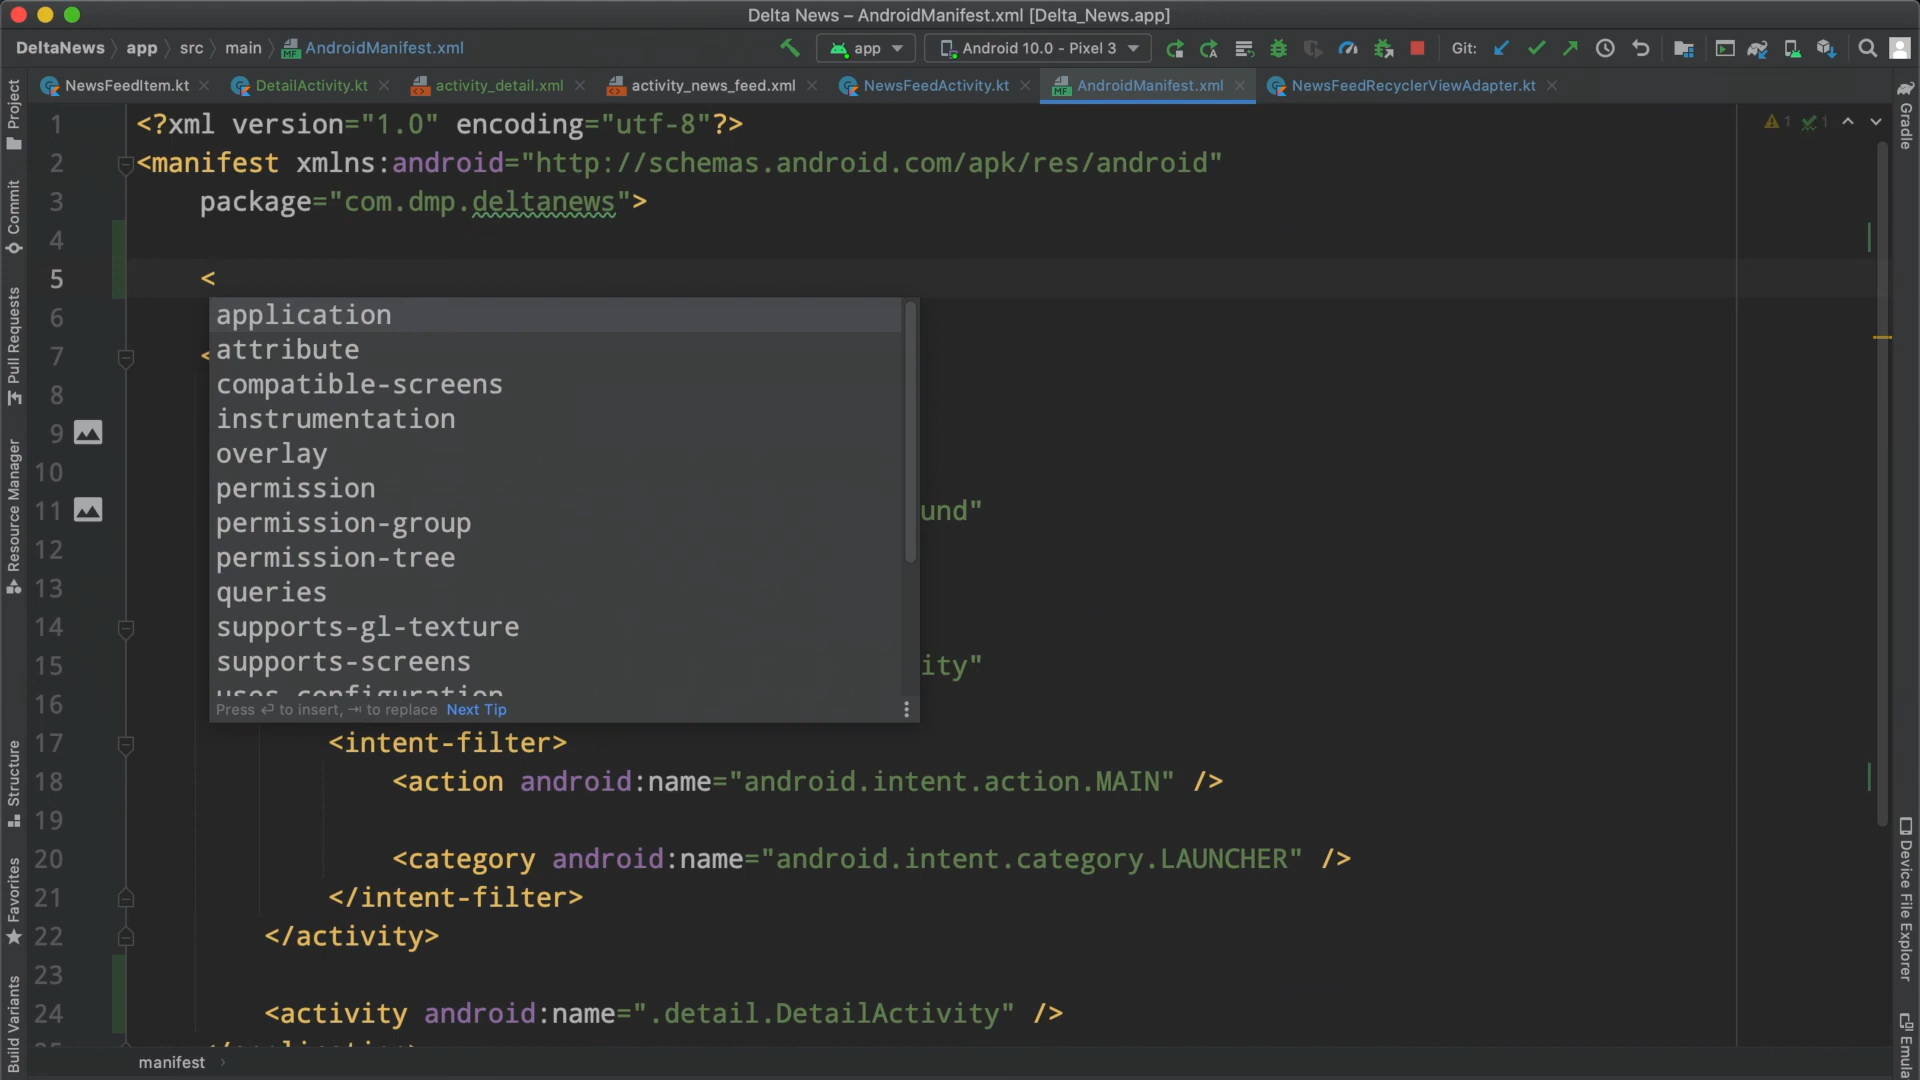 Delta News – AndroidManifest.xml [Delta_News.app]
DeltaNews app src main AndroidManifest.xml app Android 10.0 - Pixel 3 Git:
NewsFeedItem.kt DetailActivity.kt activity_detail.xml activity_news_feed.xml NewsFeedActivity.kt AndroidManifest.xml NewsFeedRecyclerViewAdapter.kt
Project
Commit
Pull Requests
Resource Manager
Structure
Favorites
Build Variants
1 <?xml version="1.0" encoding="utf-8"?>
2 <manifest xmlns:android="http://schemas.android.com/apk/res/android"
3 package="com.dmp.deltanews">
4
5 <
6
7 <
8
9
10
11 und"
12
13
14
15 ity"
16
application
attribute
compatible-screens
instrumentation
overlay
permission
permission-group
permission-tree
queries
supports-gl-texture
supports-screens
uses-configuration
Press ⏎ to insert, ⇥ to replace Next Tip
17 <intent-filter>
18 <action android:name="android.intent.action.MAIN" />
19
20 <category android:name="android.intent.category.LAUNCHER" />
21 </intent-filter>
22 </activity>
23
24 <activity android:name=".detail.DetailActivity" />
25 </application>
manifest
1 1
Gradle
Device File Explorer
Emula